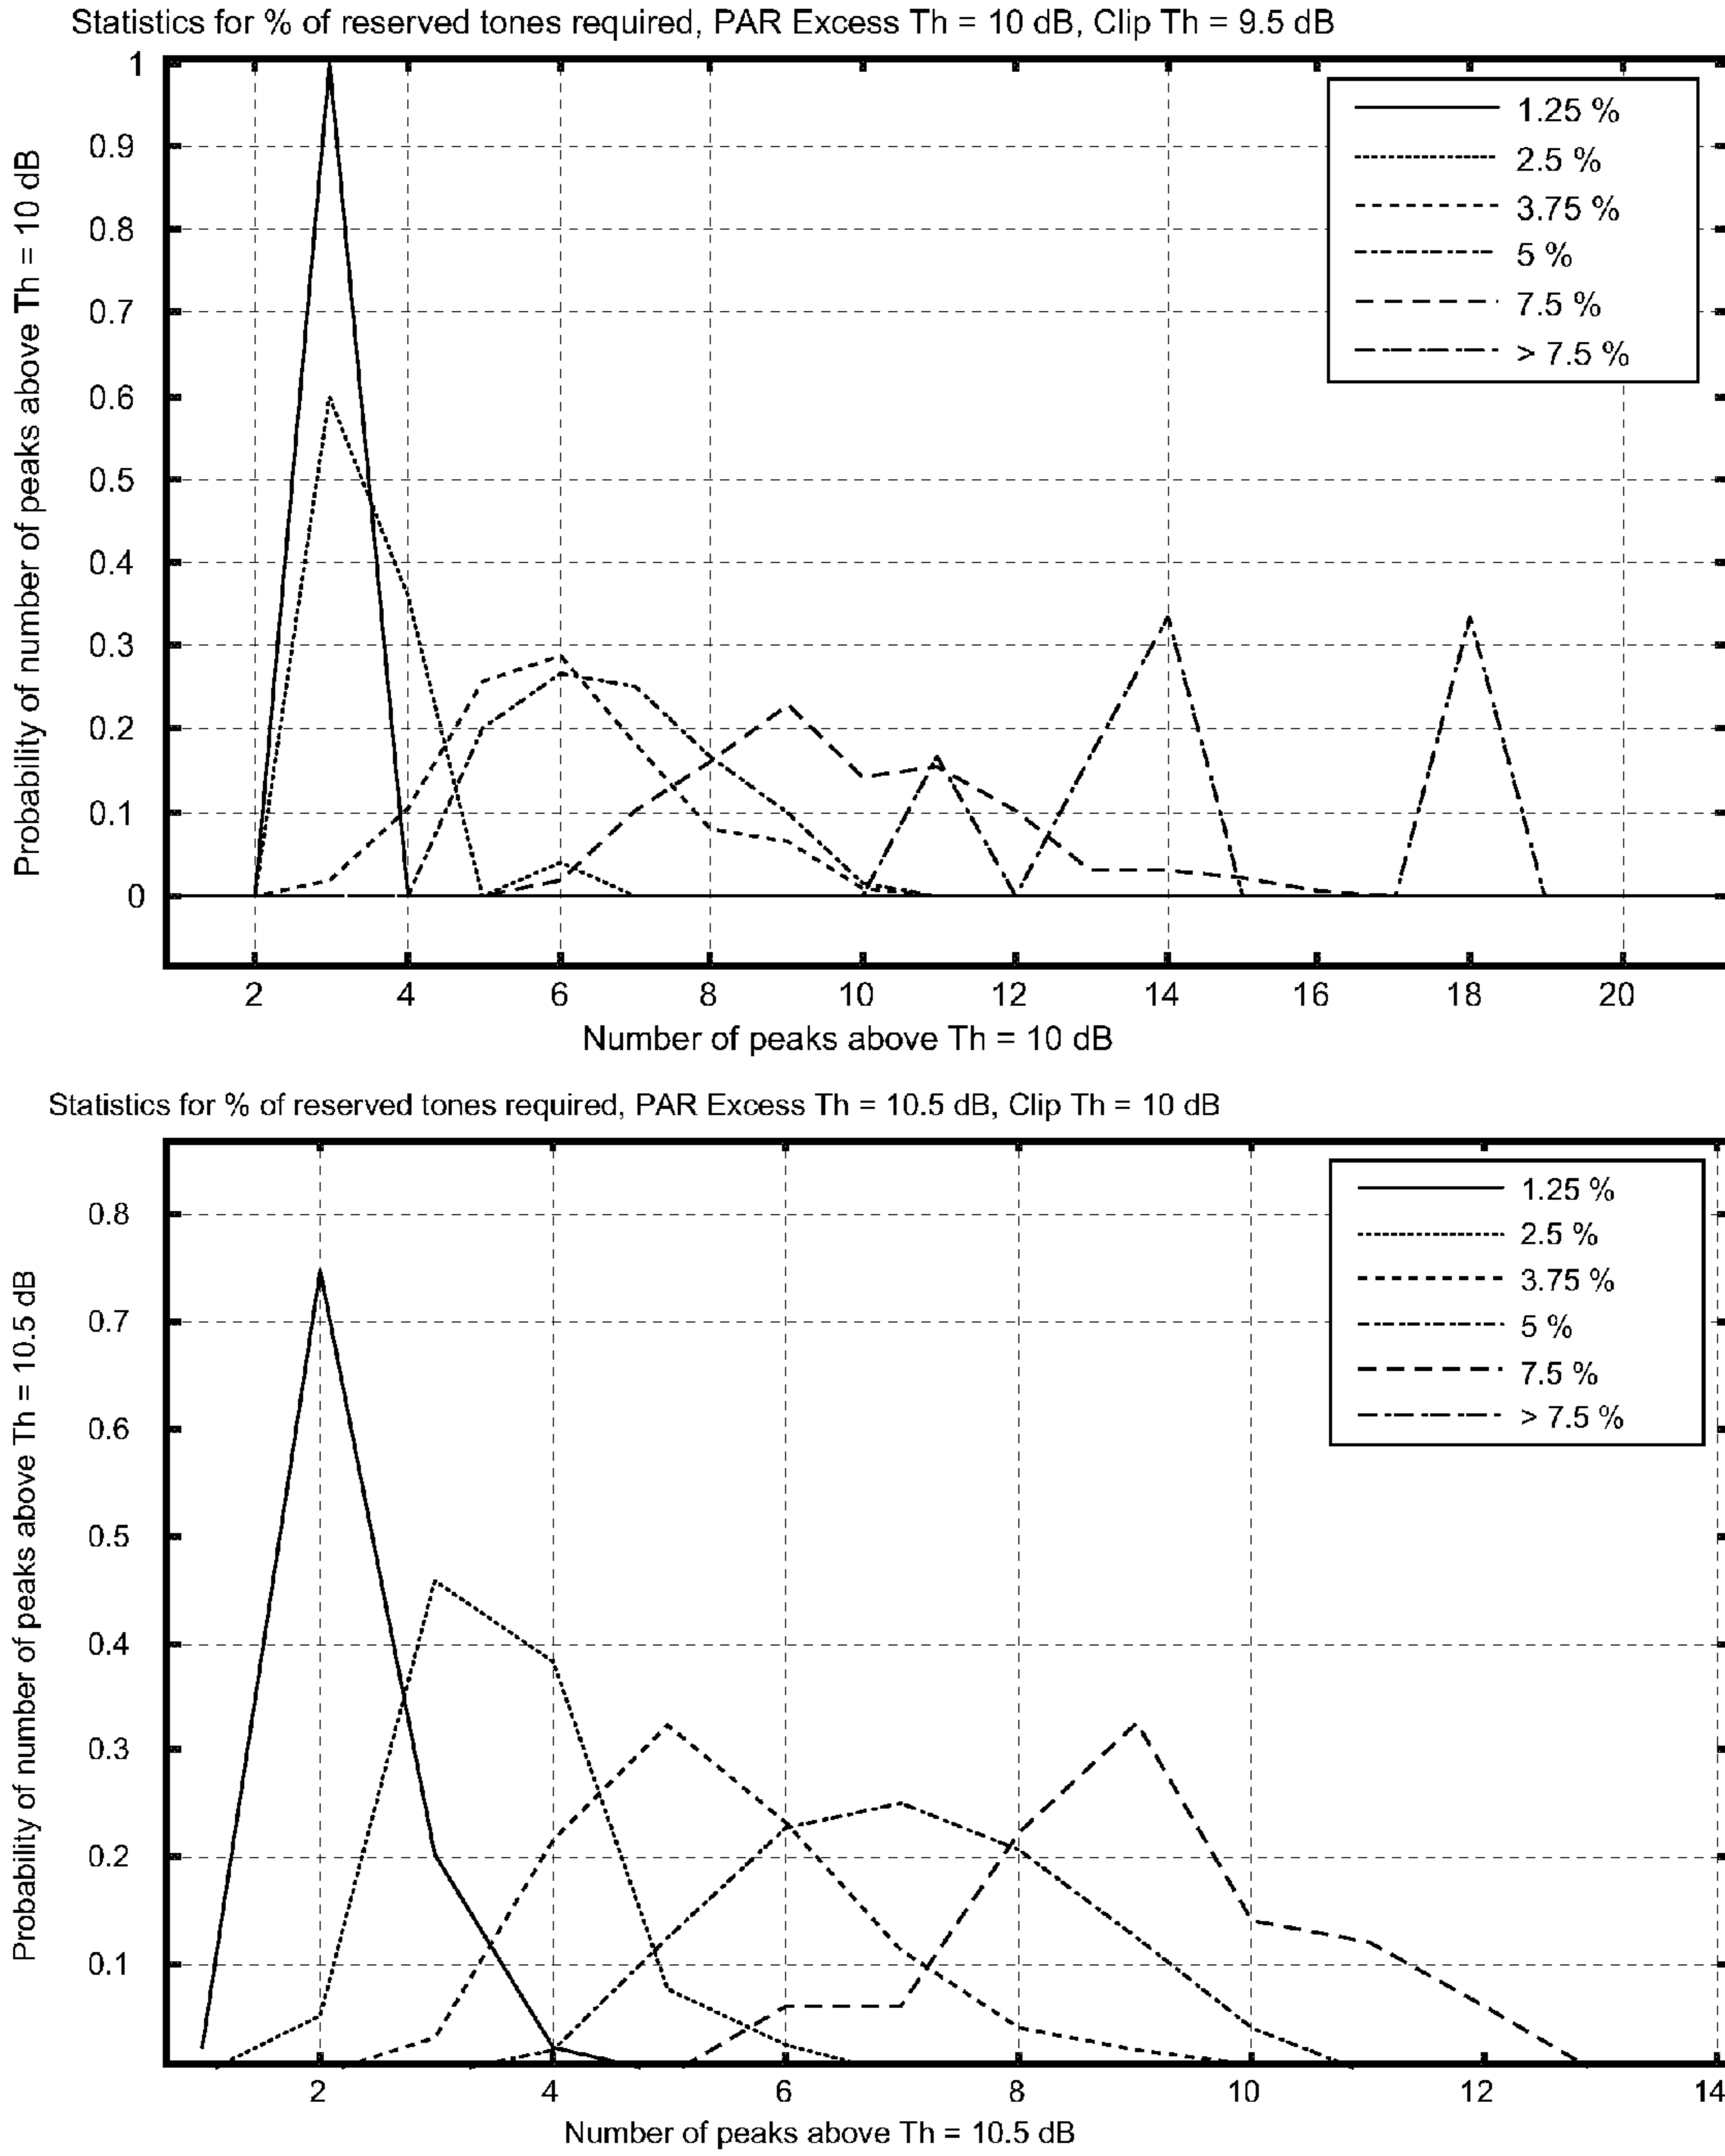 Statistics for % of reserved tones required, PAR Excess Th = 10 dB, Clip Th = 9.5 dB
Probability of number of peaks above Th = 10 dB
1
0.9
0.8
0.7
0.6
0.5
0.4
0.3
0.2
0.1
0
1.25 %
2.5 %
3.75 %
5 %
7.5 %
> 7.5 %
2 4 6 8 10 12 14 16 18 20
Number of peaks above Th = 10 dB
Statistics for % of reserved tones required, PAR Excess Th = 10.5 dB, Clip Th = 10 dB
Probability of number of peaks above Th = 10.5 dB
0.8
0.7
0.6
0.5
0.4
0.3
0.2
0.1
1.25 %
2.5 %
3.75 %
5 %
7.5 %
> 7.5 %
2 4 6 8 10 12 14
Number of peaks above Th = 10.5 dB